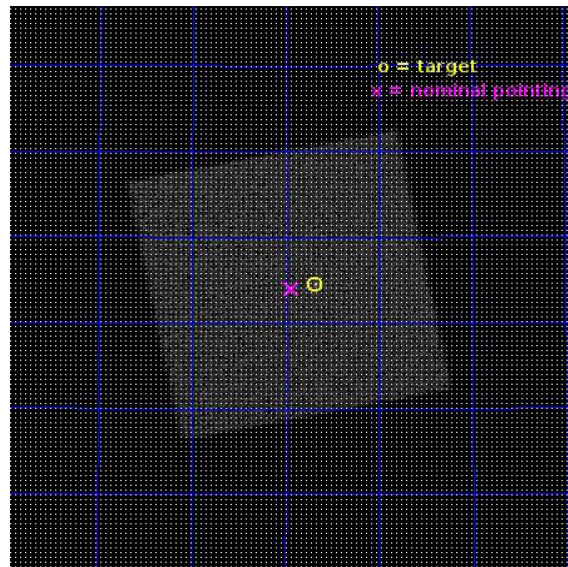 o = target
x = nominal pointing